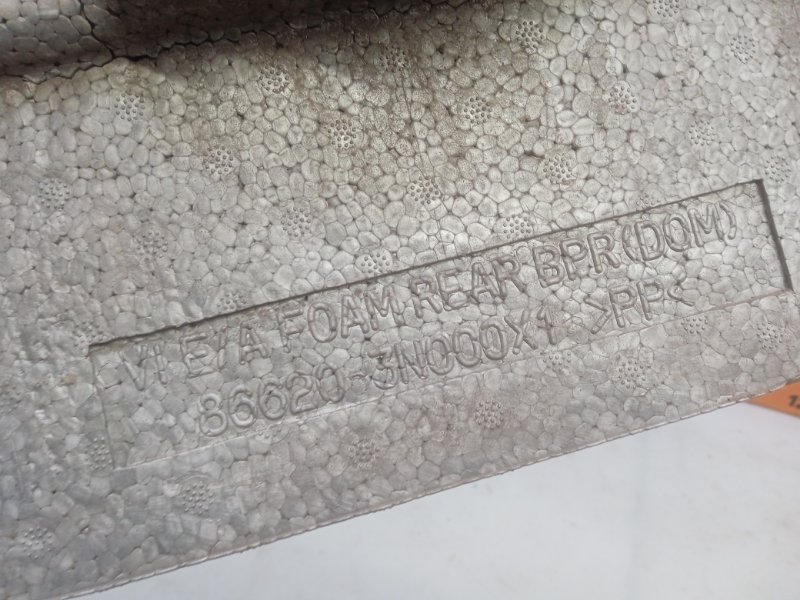 VI E/A FOAM REAR BPR(DOM)
86620-3N000X1 >PP<